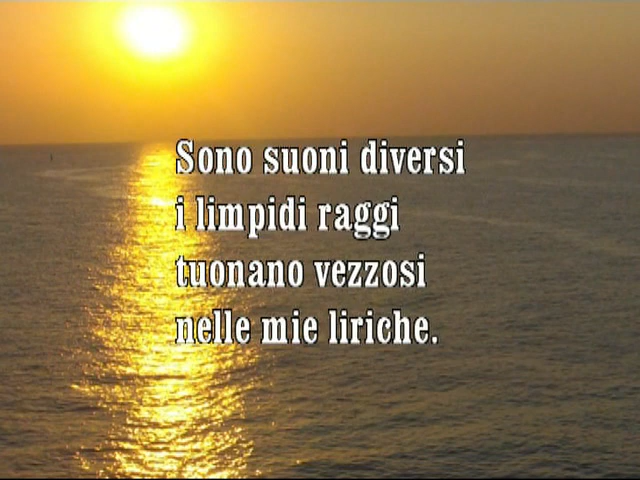 Sono suoni diversi
i limpidi raggi
tuonano vezzosi
nelle mie liriche.